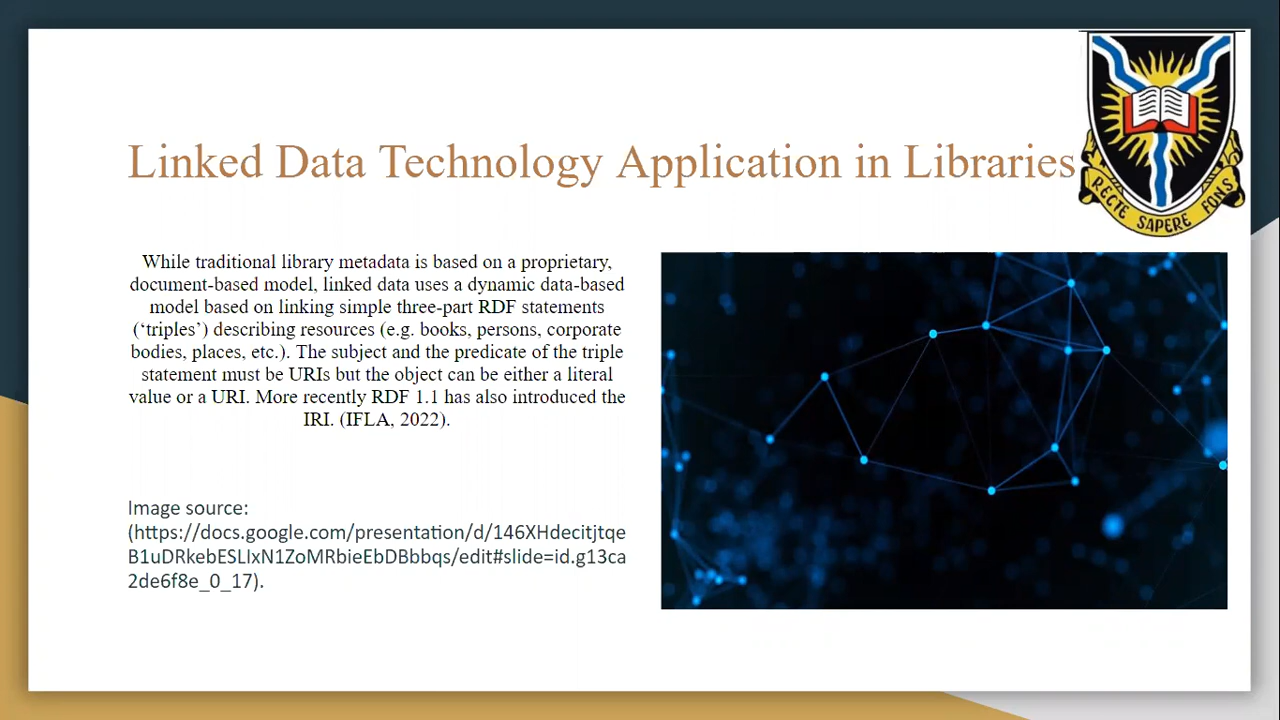 Linked Data Technology Application in Libraries
RECTE SAPERE FONS
While traditional library metadata is based on a proprietary,
document-based model, linked data uses a dynamic data-based
model based on linking simple three-part RDF statements
(‘triples’) describing resources (e.g. books, persons, corporate
bodies, places, etc.). The subject and the predicate of the triple
statement must be URIs but the object can be either a literal
value or a URI. More recently RDF 1.1 has also introduced the
IRI. (IFLA, 2022).
Image source:
(https://docs.google.com/presentation/d/146XHdecitjtqe
B1uDRkebESLIxN1ZoMRbieEbDBbbqs/edit#slide=id.g13ca
2de6f8e_0_17).